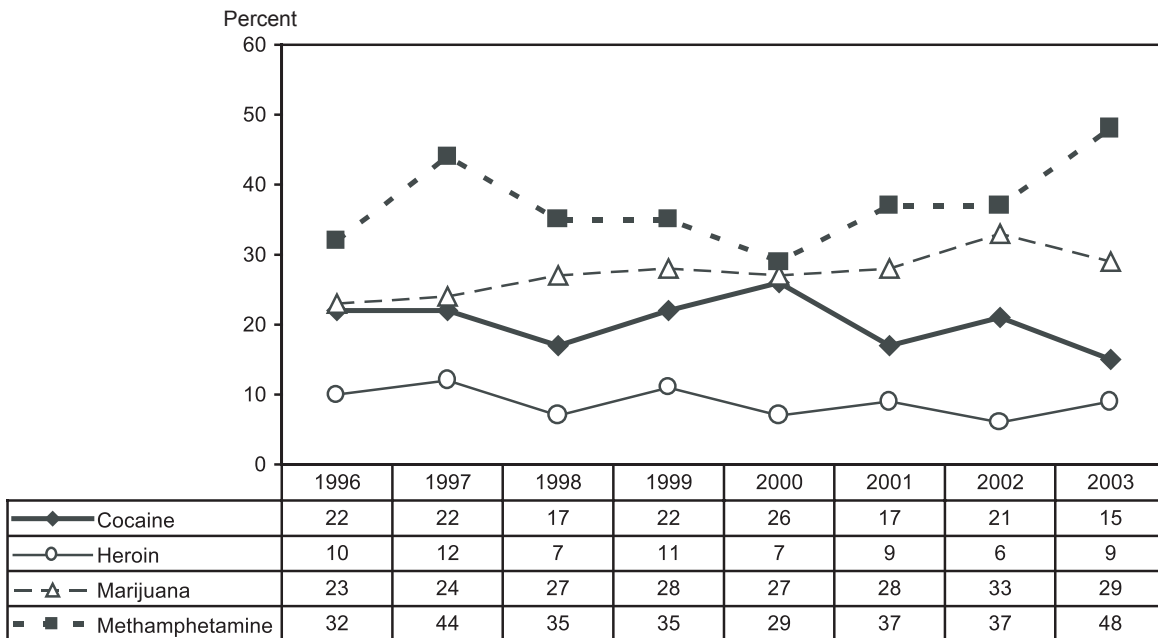 Percent
60
50
40
30
20
10
0
1996 1997 1998 1999 2000 2001 2002 2003
Cocaine 22 22 17 22 26 17 21 15
Heroin 10 12 7 11 7 9 6 9
Marijuana 23 24 27 28 27 28 33 29
Methamphetamine 32 44 35 35 29 37 37 48